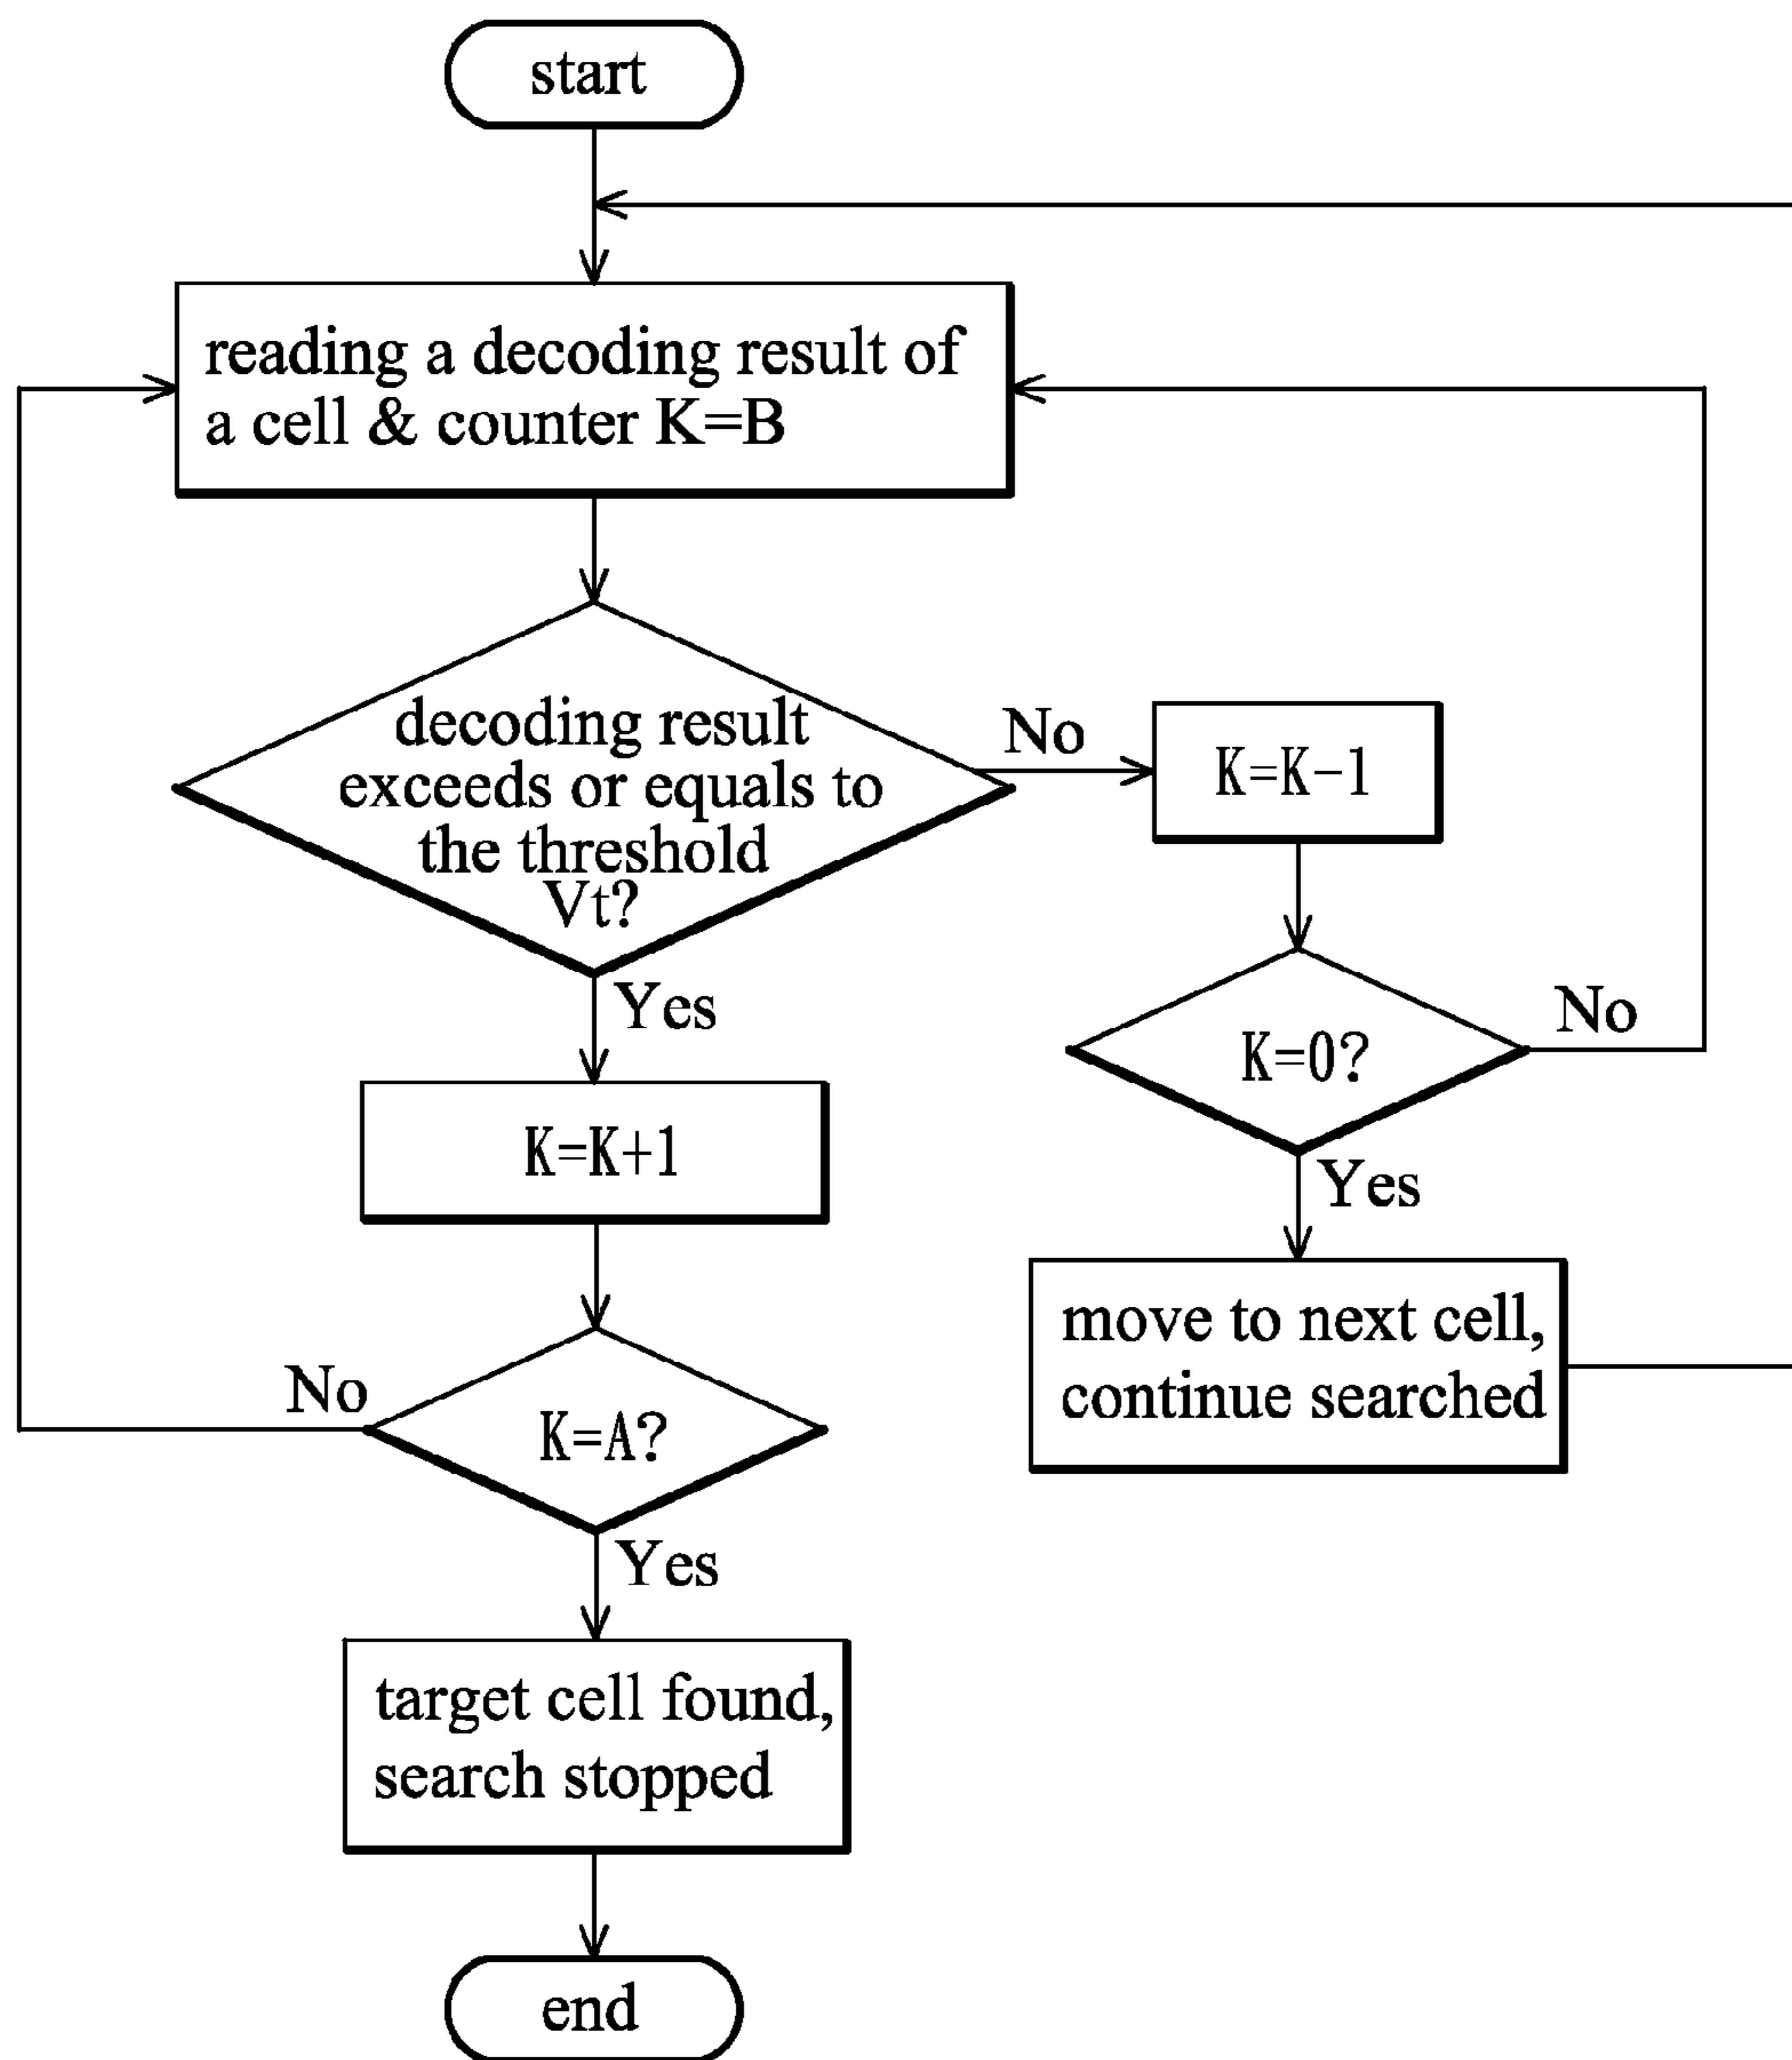 start
reading a decoding result of
a cell & counter K=B
decoding result
exceeds or equals to
the threshold
Vt?
No
K=K-1
Yes
K=0?
No
K=K+1
Yes
move to next cell,
continue searched
No
K=A?
Yes
target cell found,
search stopped
end